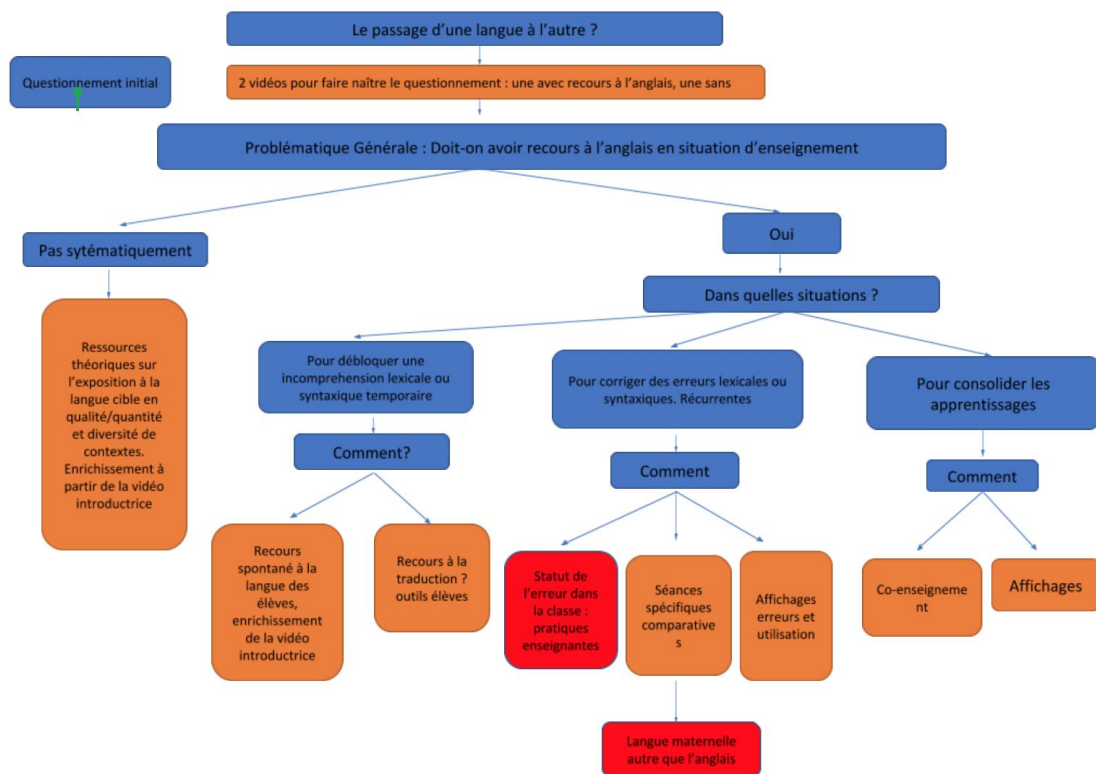 Le passage d'une langue à l'autre ?
Questionnement initial
2 vidéos pour faire naître le questionnement : une avec recours à l'anglais, une sans
Problématique Générale : Doit-on avoir recours à l'anglais en situation d'enseignement
Pas sytématiquement
Oui
Dans quelles situations ?
Ressources
théoriques sur
l'exposition à la
langue cible en
qualité/quantité
et diversité de
contextes.
Enrichissement à
partir de la vidéo
introductrice
Pour débloquer une
incomprehension lexicale ou
syntaxique temporaire
Pour corriger des erreurs lexicales ou
syntaxiques. Récurrentes
Pour consolider les
apprentissages
Comment?
Comment
Comment
Recours
spontané à la
langue des
élèves,
enrichissement
de la vidéo
introductrice
Recours à la
traduction ?
outils élèves
Statut de
l'erreur dans
la classe :
pratiques
enseignantes
Séances
spécifiques
comparative
s
Affichages
erreurs et
utilisation
Co-enseigneme
nt
Affichages
Langue maternelle
autre que l'anglais